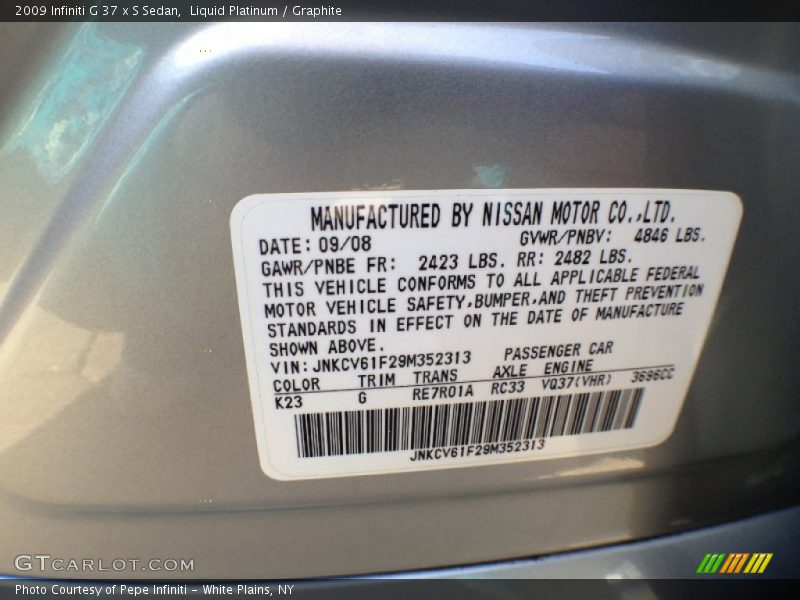 2009 Infiniti G 37 x S Sedan,  Liquid Platinum / Graphite
MANUFACTURED BY NISSAN MOTOR CO.,LTD.
DATE: 09/08 GVWR/PNBV: 4846 LBS.
GAWR/PNBE FR: 2423 LBS. RR: 2482 LBS.
THIS VEHICLE CONFORMS TO ALL APPLICABLE FEDERAL
MOTOR VEHICLE SAFETY,BUMPER,AND THEFT PREVENTION
STANDARDS IN EFFECT ON THE DATE OF MANUFACTURE
SHOWN ABOVE.
VIN: JNKCV61F29M352313 PASSENGER CAR
COLOR TRIM TRANS AXLE ENGINE
K23 G RE7R01A RC33 VQ37(VHR) 3696CC
JNKCV61F29M352313
GTCARLOT.COM
Photo Courtesy of Pepe Infiniti - White Plains, NY